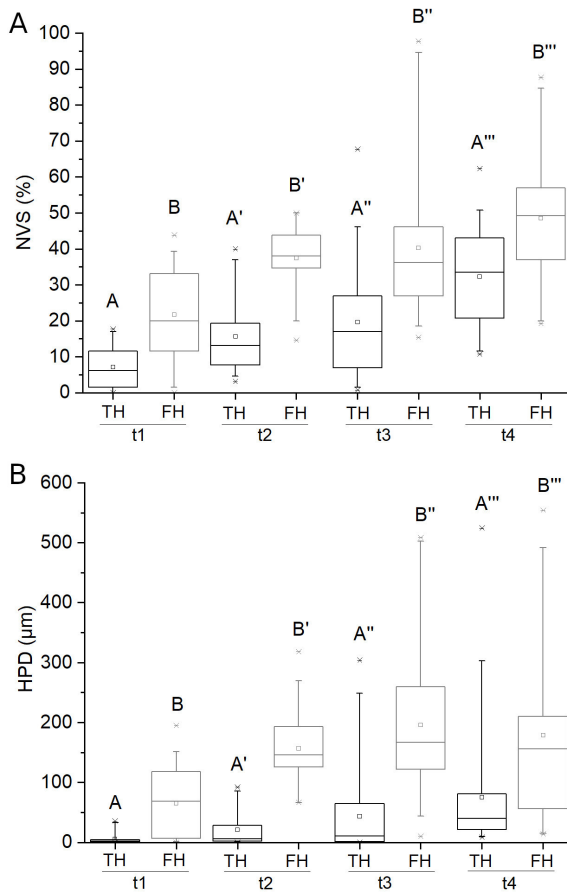 A
NVS (%)
100
90
80
70
60
50
40
30
20
10
0
A
B
A'
B'
A''
B''
A'''
B'''
TH FH TH FH TH FH TH FH
t1 t2 t3 t4
B
HPD (µm)
600
500
400
300
200
100
0
A
B
A'
B'
A''
B''
A'''
B'''
TH FH TH FH TH FH TH FH
t1 t2 t3 t4